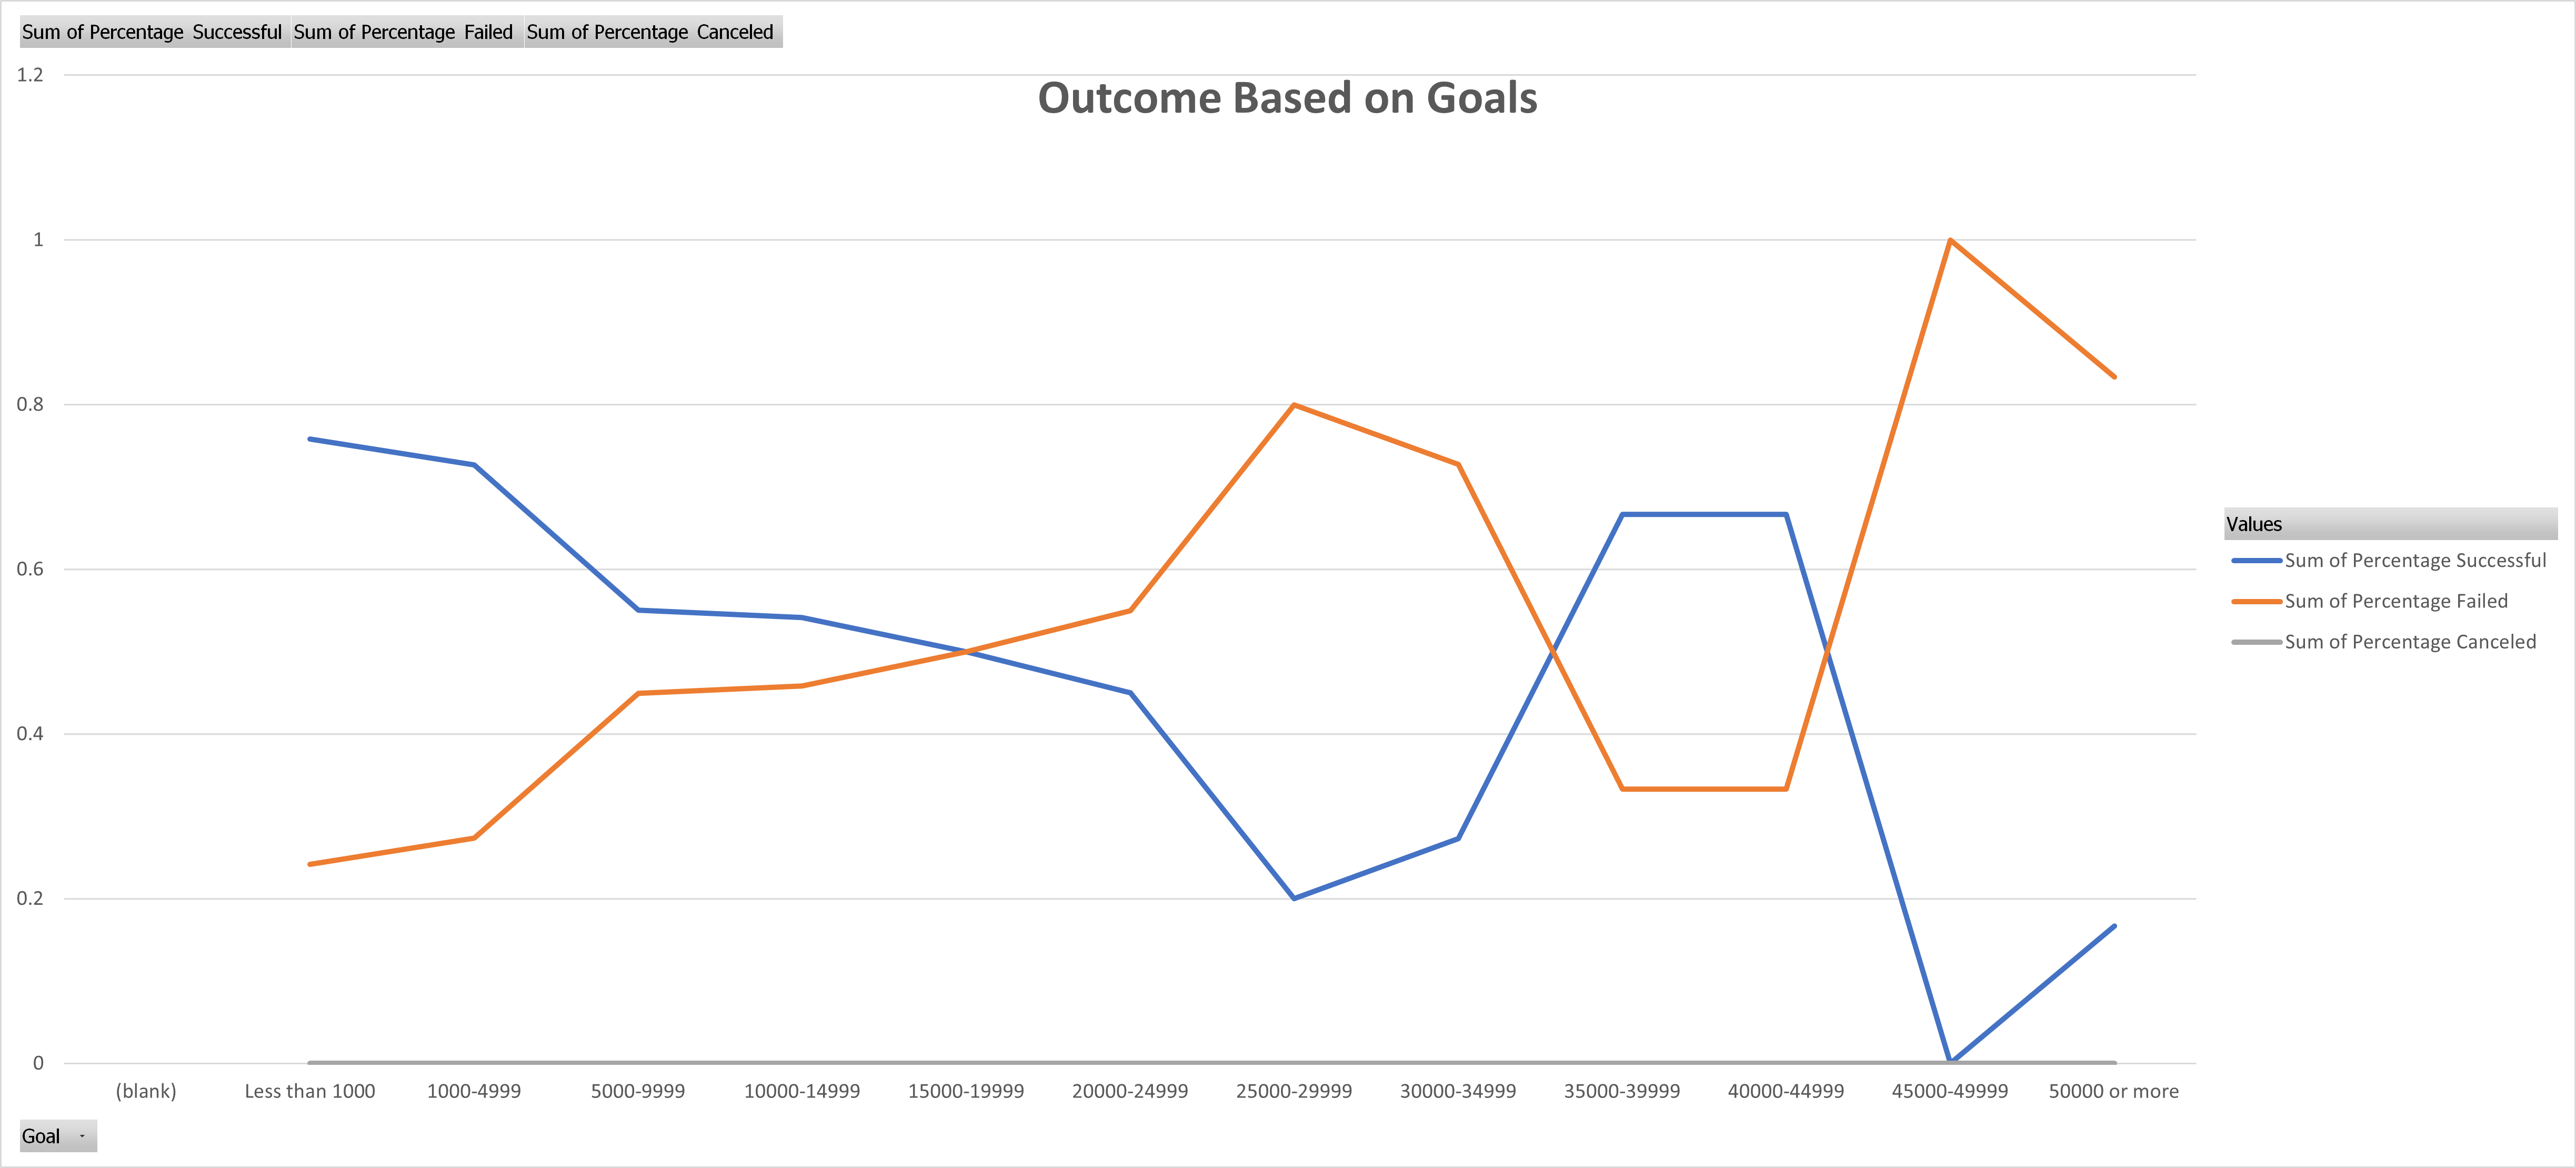 Sum of Percentage Successful Sum of Percentage Failed Sum of Percentage Canceled
Outcome Based on Goals
1.2
1
0.8
0.6
0.4
0.2
0
(blank) Less than 1000 1000-4999 5000-9999 10000-14999 15000-19999 20000-24999 25000-29999 30000-34999 35000-39999 40000-44999 45000-49999 50000 or more
Values
Sum of Percentage Successful
Sum of Percentage Failed
Sum of Percentage Canceled
Goal